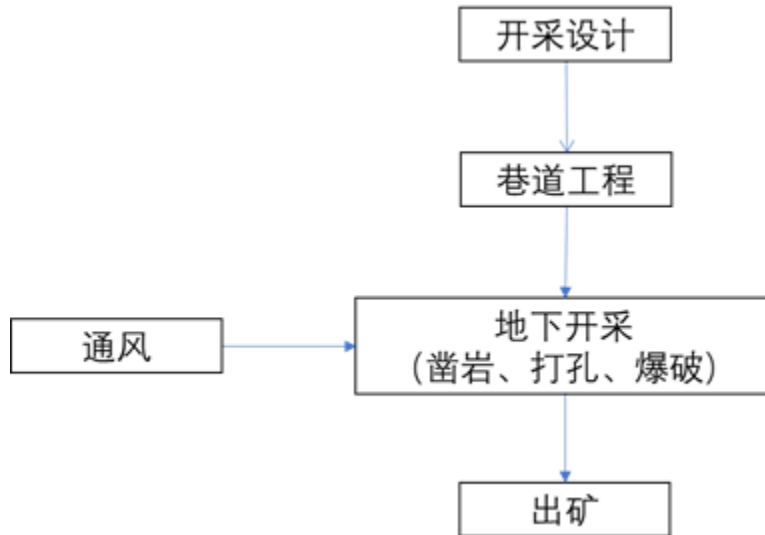 开采设计
巷道工程
通风
地下开采
（凿岩、打孔、爆破）
出矿